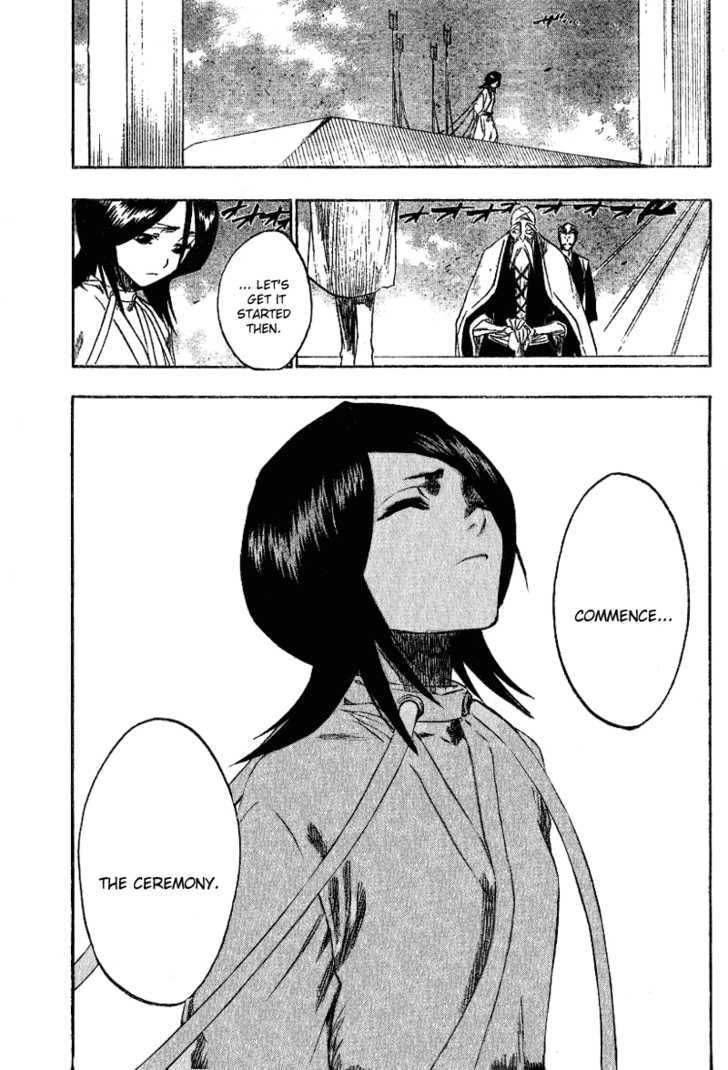 ... LET'S
GET IT
STARTED
THEN.
COMMENCE...
THE CEREMONY.